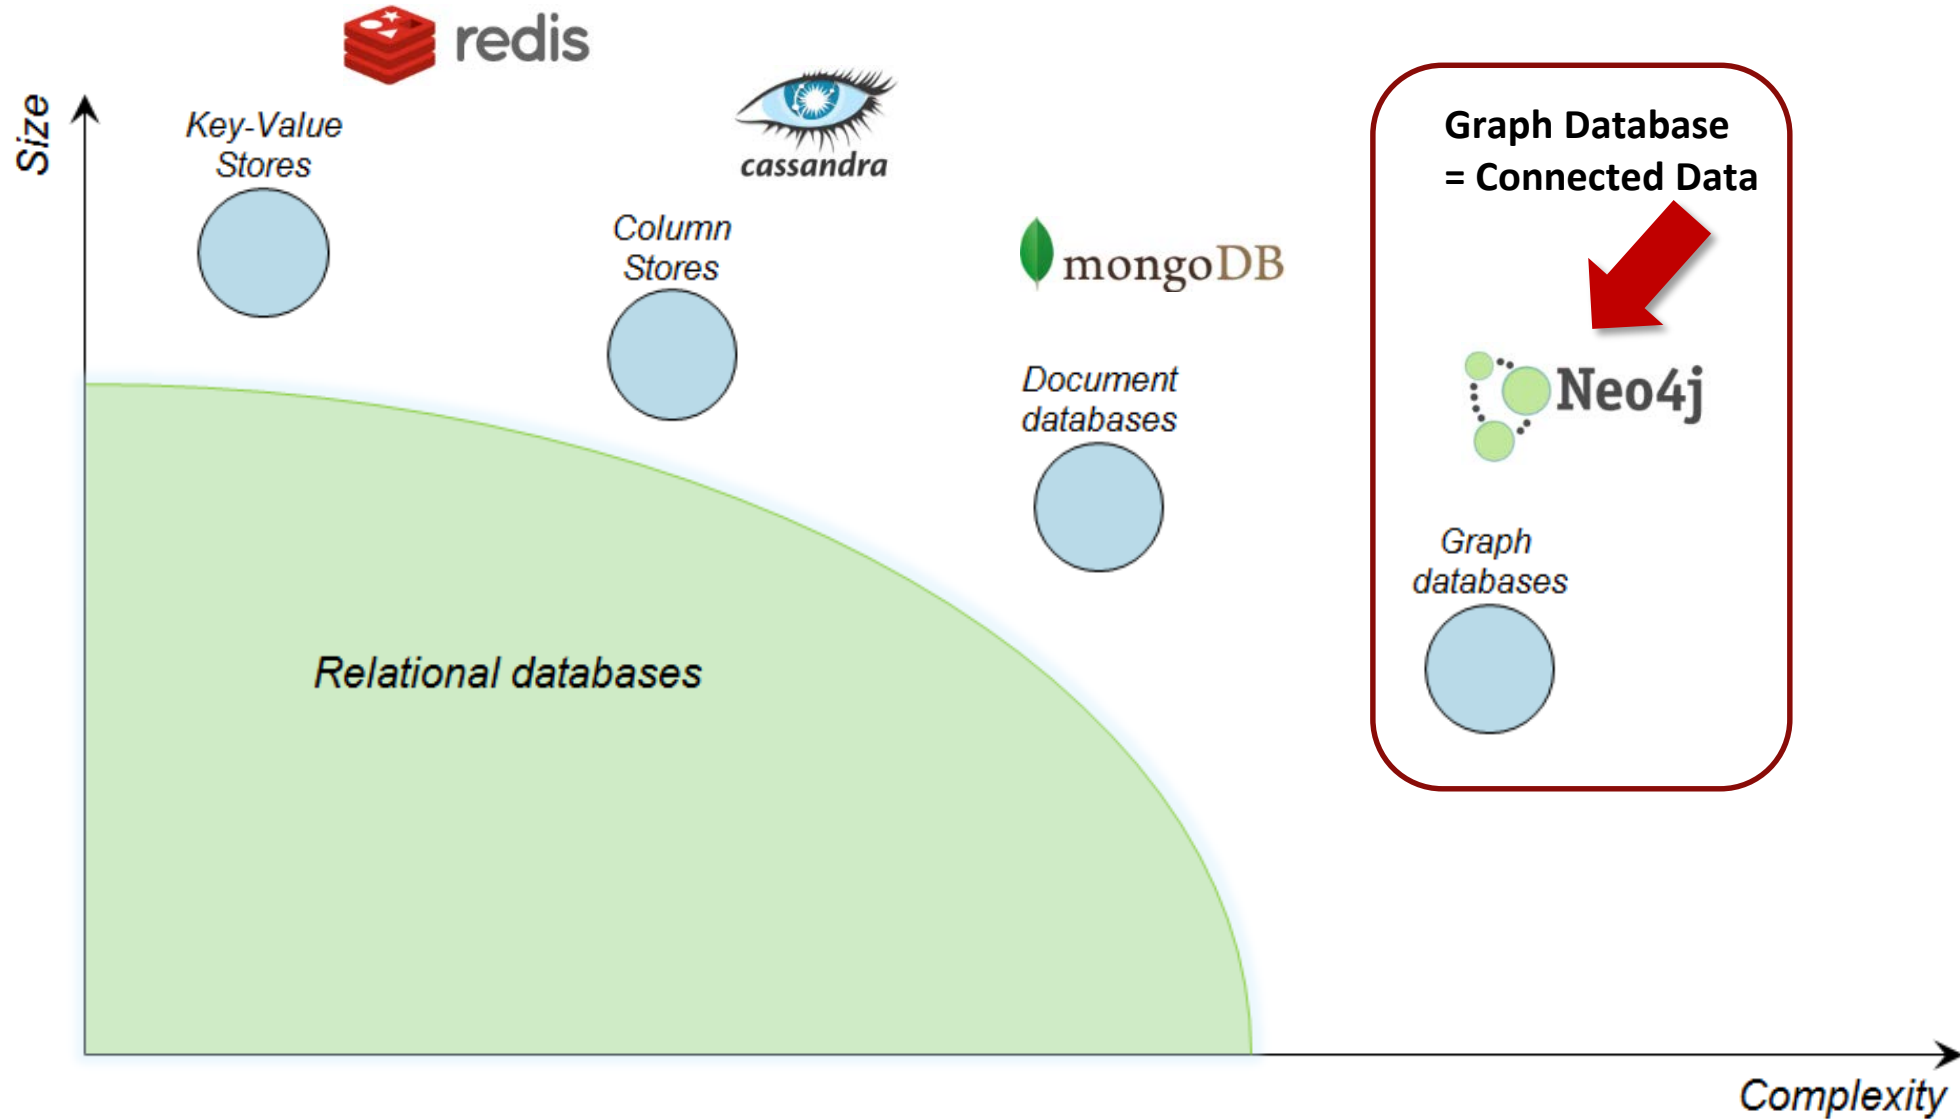 redis
Size
Key-Value
Stores
cassandra
Graph Database
= Connected Data
Column
Stores
mongoDB
Document
databases
Neo4j
Graph
databases
Relational databases
Complexity